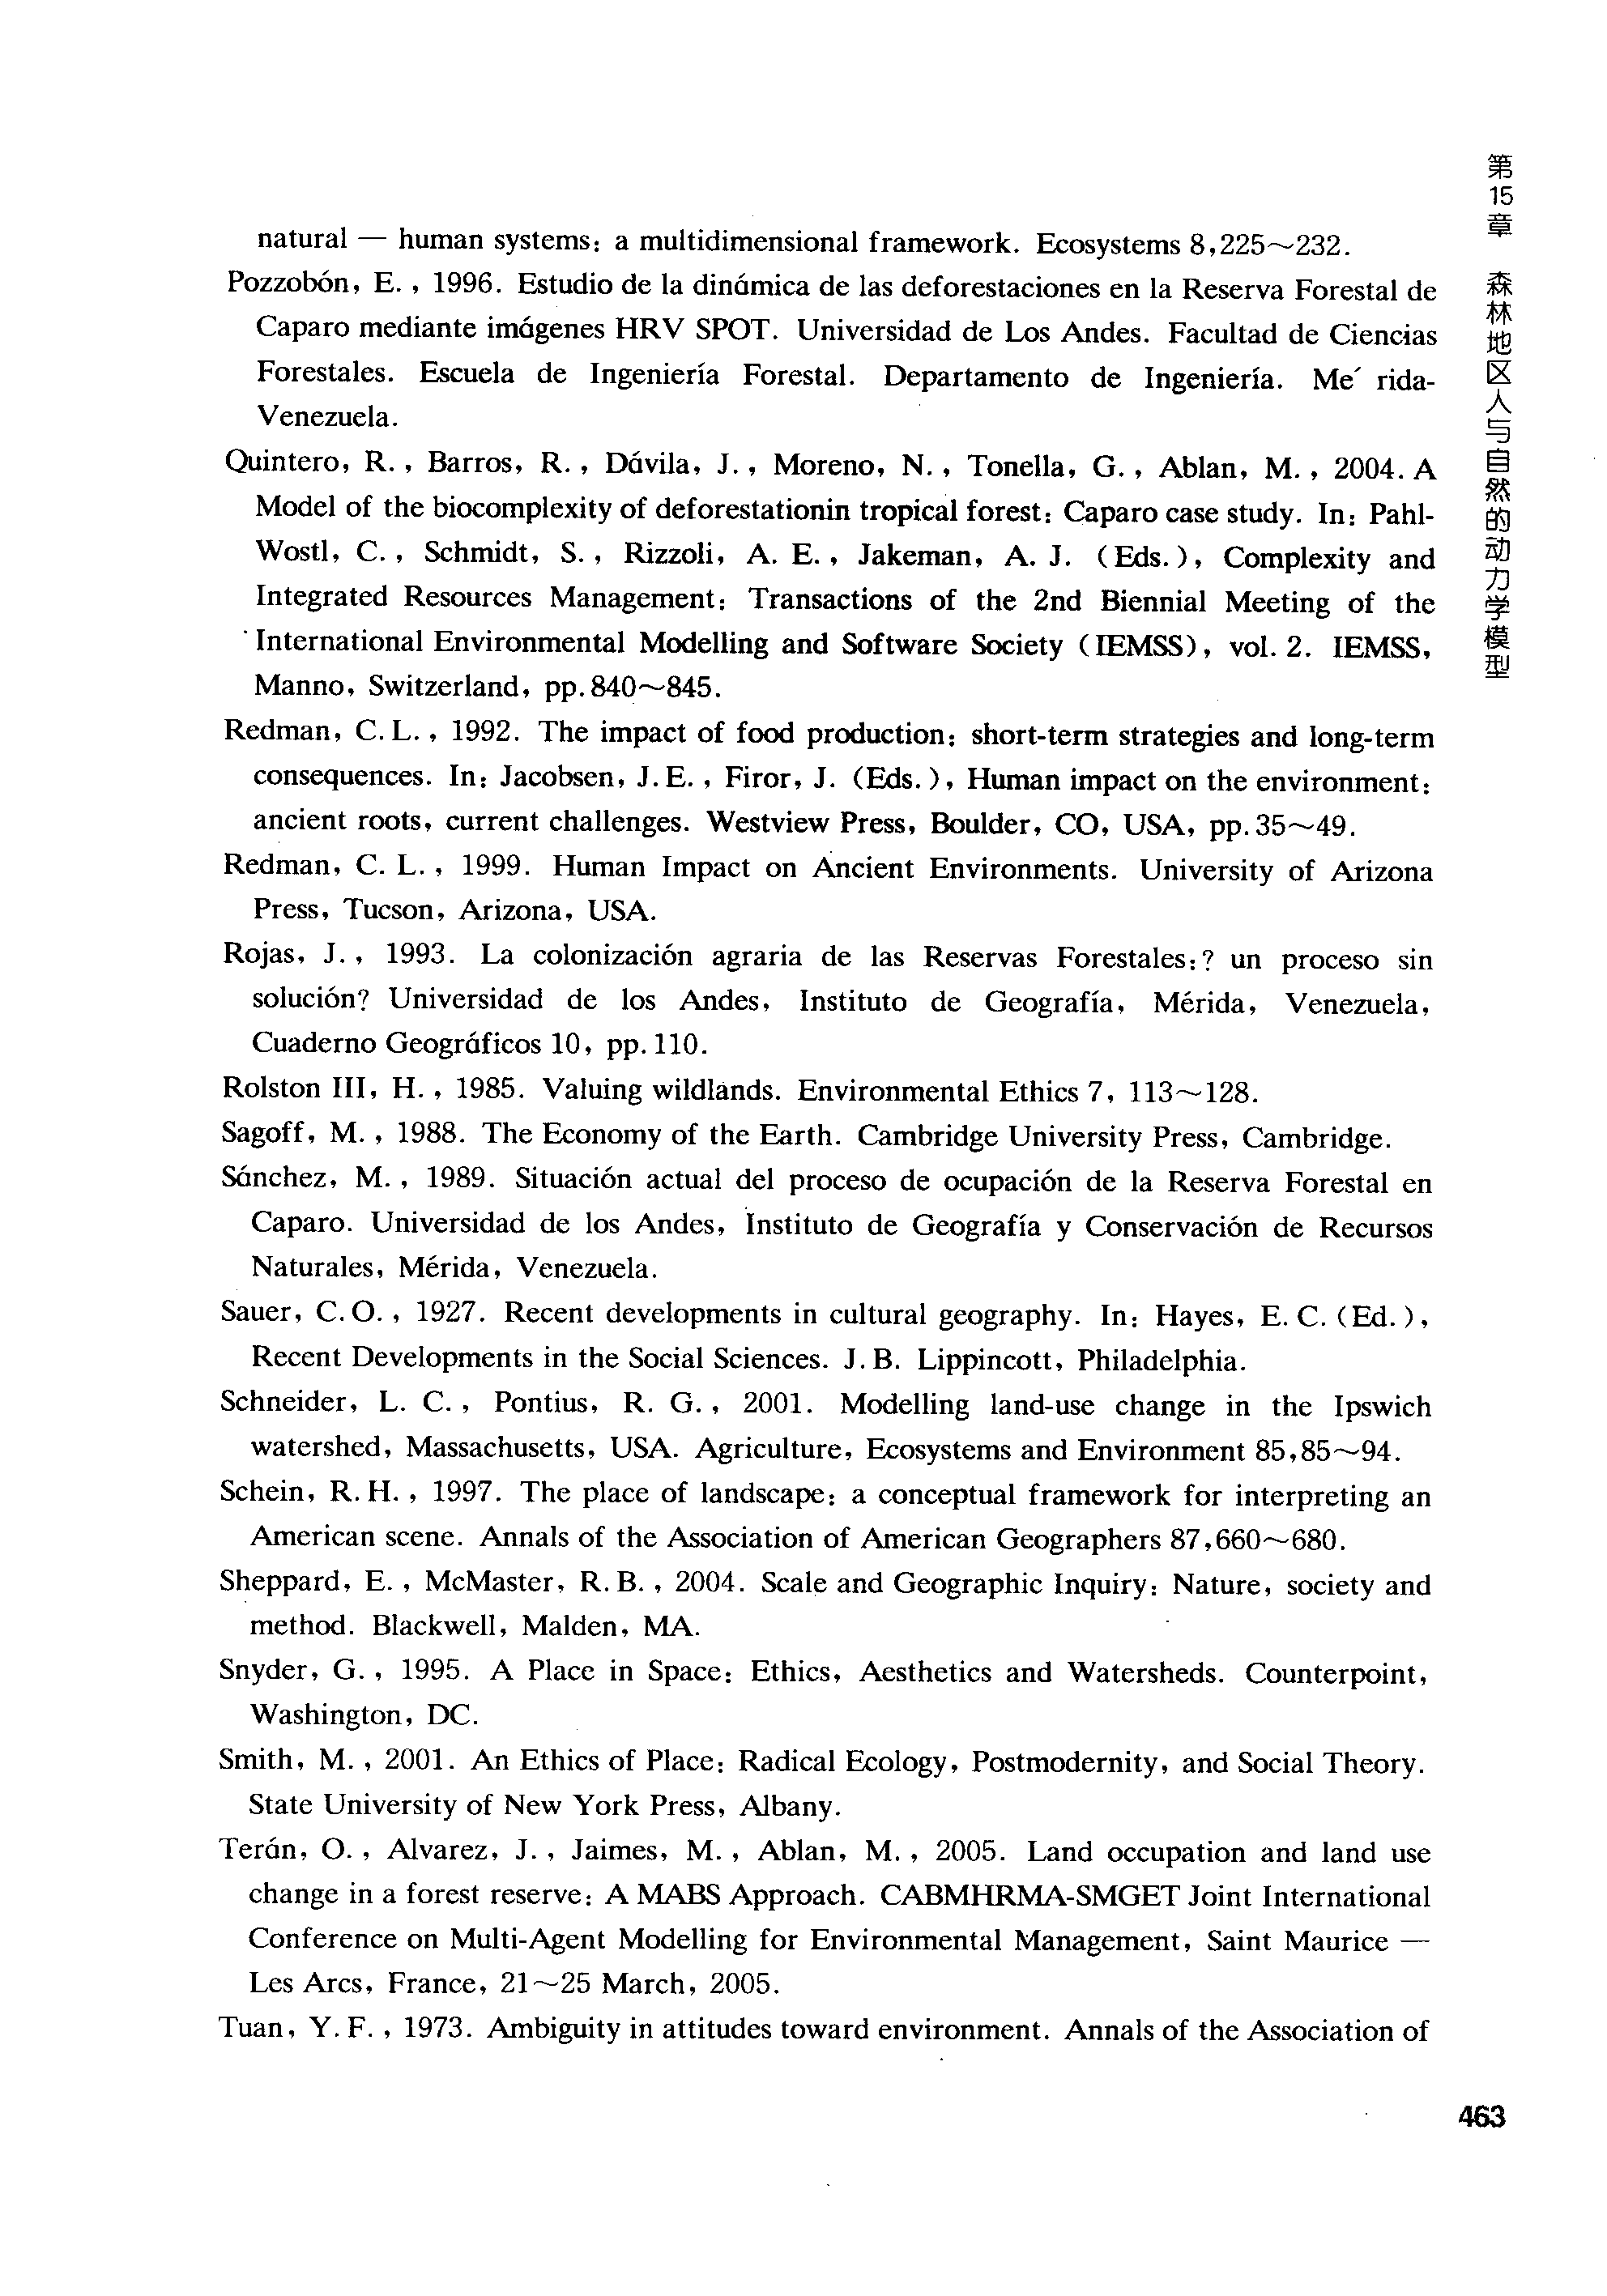 natural — human systems: a multidimensional framework. Ecosystems 8,225～232.
Pozzobón, E., 1996. Estudio de la dinámica de las deforestaciones en la Reserva Forestal de
Caparo mediante imágenes HRV SPOT. Universidad de Los Andes. Facultad de Ciencias
Forestales. Escuela de Ingeniería Forestal. Departamento de Ingeniería. Me´ rida-
Venezuela.
Quintero, R., Barros, R., Dávila, J., Moreno, N., Tonella, G., Ablan, M., 2004. A
Model of the biocomplexity of deforestationin tropical forest: Caparo case study. In: Pahl-
Wostl, C., Schmidt, S., Rizzoli, A. E., Jakeman, A. J. (Eds.), Complexity and
Integrated Resources Management: Transactions of the 2nd Biennial Meeting of the
International Environmental Modelling and Software Society (IEMSS), vol. 2. IEMSS,
Manno, Switzerland, pp. 840～845.
Redman, C. L., 1992. The impact of food production: short-term strategies and long-term
consequences. In: Jacobsen, J. E., Firor, J. (Eds.), Human impact on the environment:
ancient roots, current challenges. Westview Press, Boulder, CO, USA, pp. 35～49.
Redman, C. L., 1999. Human Impact on Ancient Environments. University of Arizona
Press, Tucson, Arizona, USA.
Rojas, J., 1993. La colonización agraria de las Reservas Forestales:? un proceso sin
solución? Universidad de los Andes, Instituto de Geografía, Mérida, Venezuela,
Cuaderno Geográficos 10, pp. 110.
Rolston III, H., 1985. Valuing wildlands. Environmental Ethics 7, 113～128.
Sagoff, M., 1988. The Economy of the Earth. Cambridge University Press, Cambridge.
Sánchez, M., 1989. Situación actual del proceso de ocupación de la Reserva Forestal en
Caparo. Universidad de los Andes, Instituto de Geografía y Conservación de Recursos
Naturales, Mérida, Venezuela.
Sauer, C. O., 1927. Recent developments in cultural geography. In: Hayes, E. C. (Ed.),
Recent Developments in the Social Sciences. J. B. Lippincott, Philadelphia.
Schneider, L. C., Pontius, R. G., 2001. Modelling land-use change in the Ipswich
watershed, Massachusetts, USA. Agriculture, Ecosystems and Environment 85,85～94.
Schein, R. H., 1997. The place of landscape: a conceptual framework for interpreting an
American scene. Annals of the Association of American Geographers 87,660～680.
Sheppard, E., McMaster, R. B., 2004. Scale and Geographic Inquiry: Nature, society and
method. Blackwell, Malden, MA.
Snyder, G., 1995. A Place in Space: Ethics, Aesthetics and Watersheds. Counterpoint,
Washington, DC.
Smith, M., 2001. An Ethics of Place: Radical Ecology, Postmodernity, and Social Theory.
State University of New York Press, Albany.
Terán, O., Alvarez, J., Jaimes, M., Ablan, M., 2005. Land occupation and land use
change in a forest reserve: A MABS Approach. CABMHRMA-SMGET Joint International
Conference on Multi-Agent Modelling for Environmental Management, Saint Maurice —
Les Arcs, France, 21～25 March, 2005.
Tuan, Y. F., 1973. Ambiguity in attitudes toward environment. Annals of the Association of
第15章 森林地区人与自然的动力学模型
463